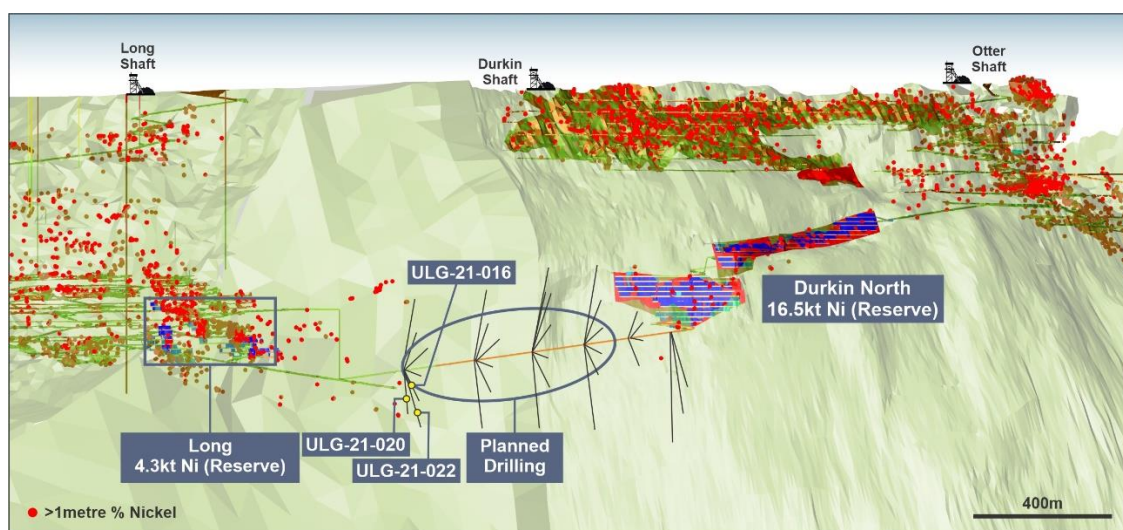 Long
Shaft
Durkin
Shaft
Otter
Shaft
ULG-21-016
Durkin North
16.5kt Ni (Reserve)
Long
4.3kt Ni (Reserve)
ULG-21-020
ULG-21-022
Planned
Drilling
>1metre % Nickel
400m